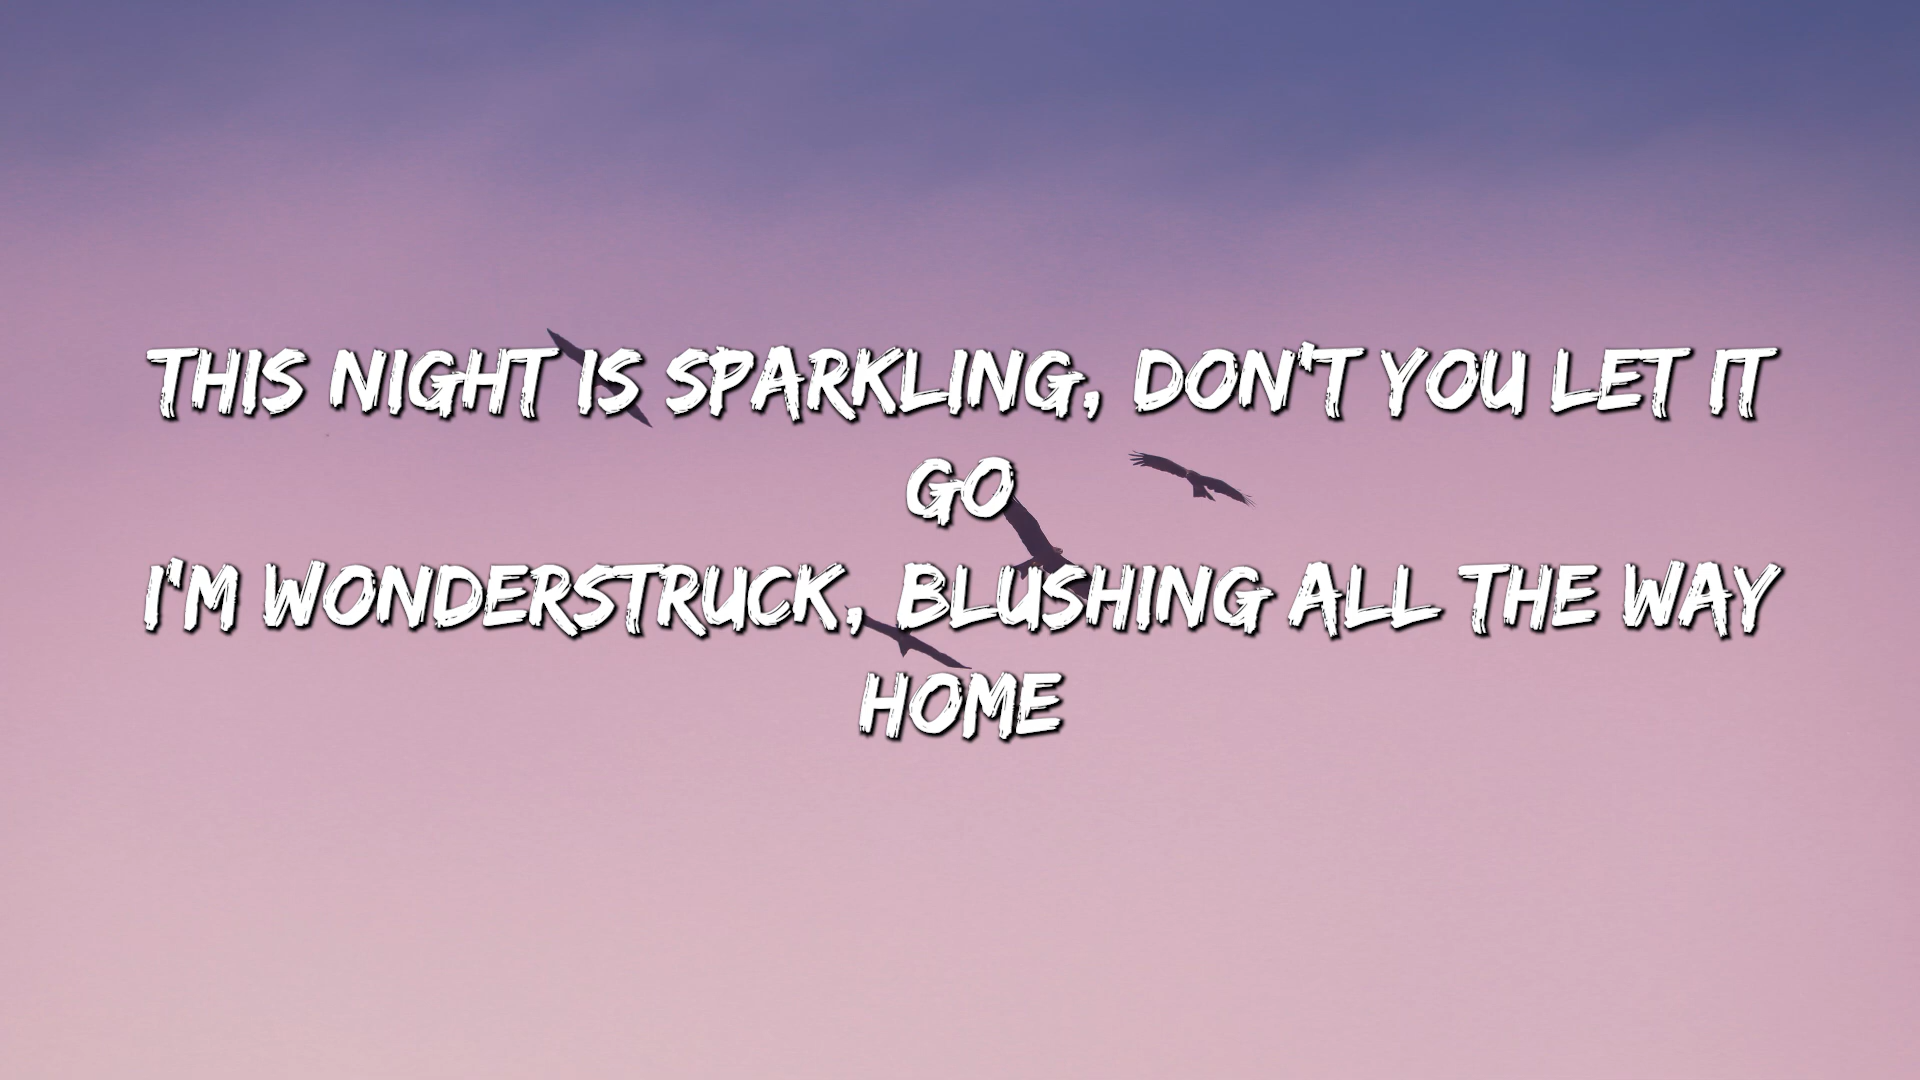 THIS NIGHT IS SPARKLING, DON'T YOU LET IT
GO
I'M WONDERSTRUCK, BLUSHING ALL THE WAY
HOME